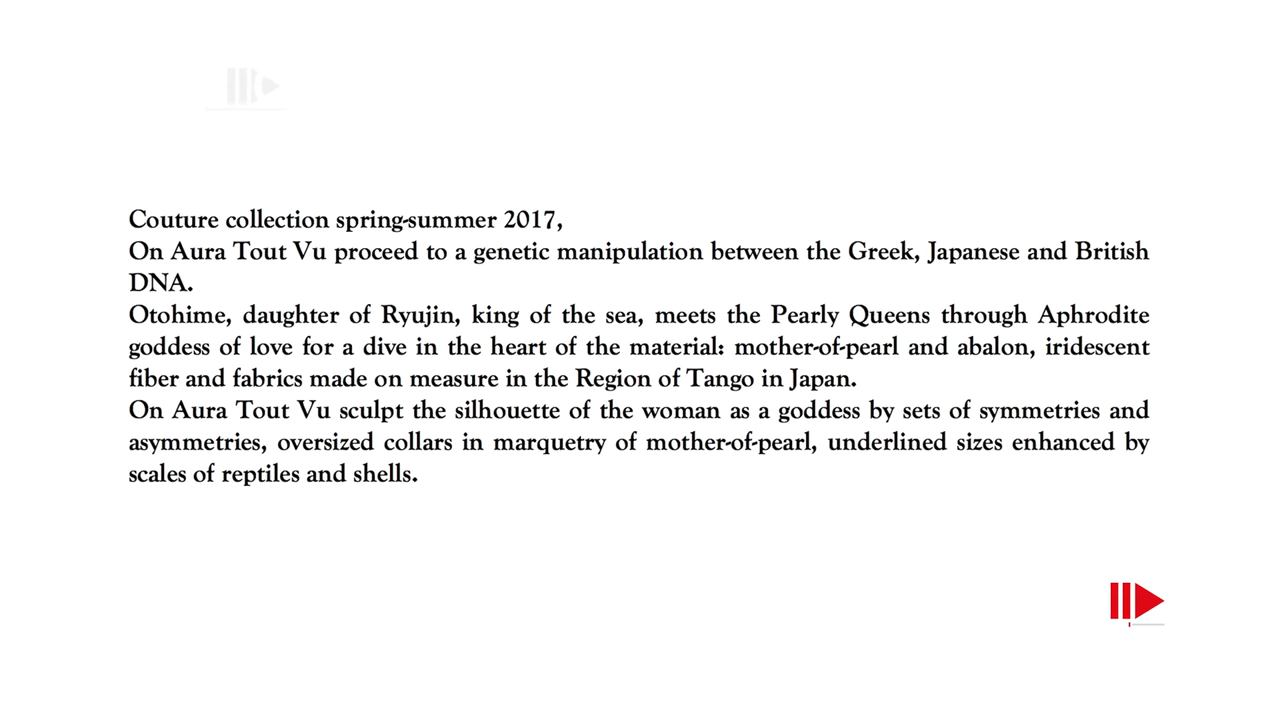 Couture collection spring-summer 2017,
On Aura Tout Vu proceed to a genetic manipulation between the Greek, Japanese and British
DNA.
Otohime, daughter of Ryujin, king of the sea, meets the Pearly Queens through Aphrodite
goddess of love for a dive in the heart of the material: mother-of-pearl and abalon, iridescent
fiber and fabrics made on measure in the Region of Tango in Japan.
On Aura Tout Vu sculpt the silhouette of the woman as a goddess by sets of symmetries and
asymmetries, oversized collars in marquetry of mother-of-pearl, underlined sizes enhanced by
scales of reptiles and shells.